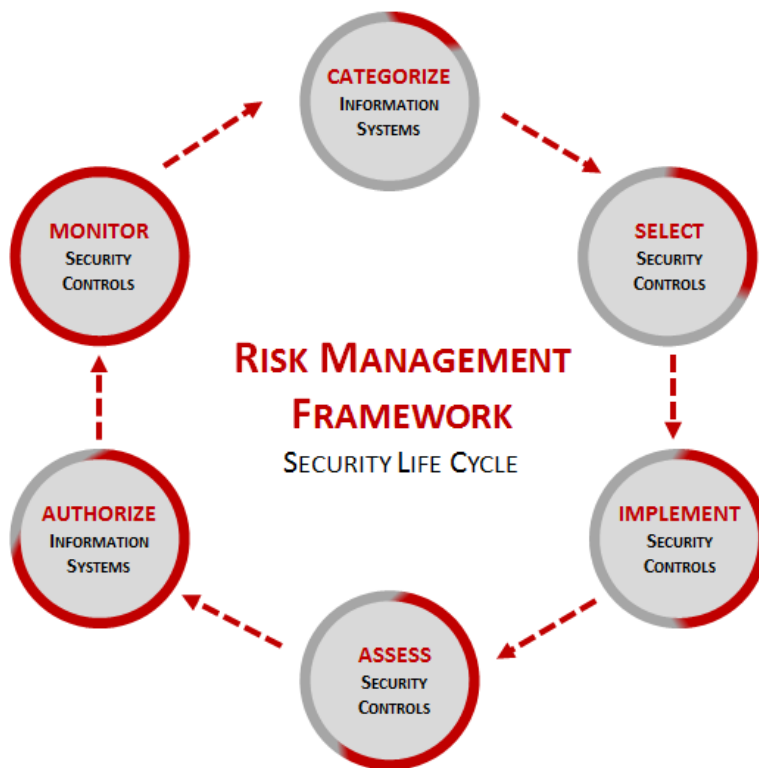 CATEGORIZE
INFORMATION
SYSTEMS
SELECT
SECURITY
CONTROLS
IMPLEMENT
SECURITY
CONTROLS
ASSESS
SECURITY
CONTROLS
AUTHORIZE
INFORMATION
SYSTEMS
MONITOR
SECURITY
CONTROLS
RISK MANAGEMENT
FRAMEWORK
SECURITY LIFE CYCLE